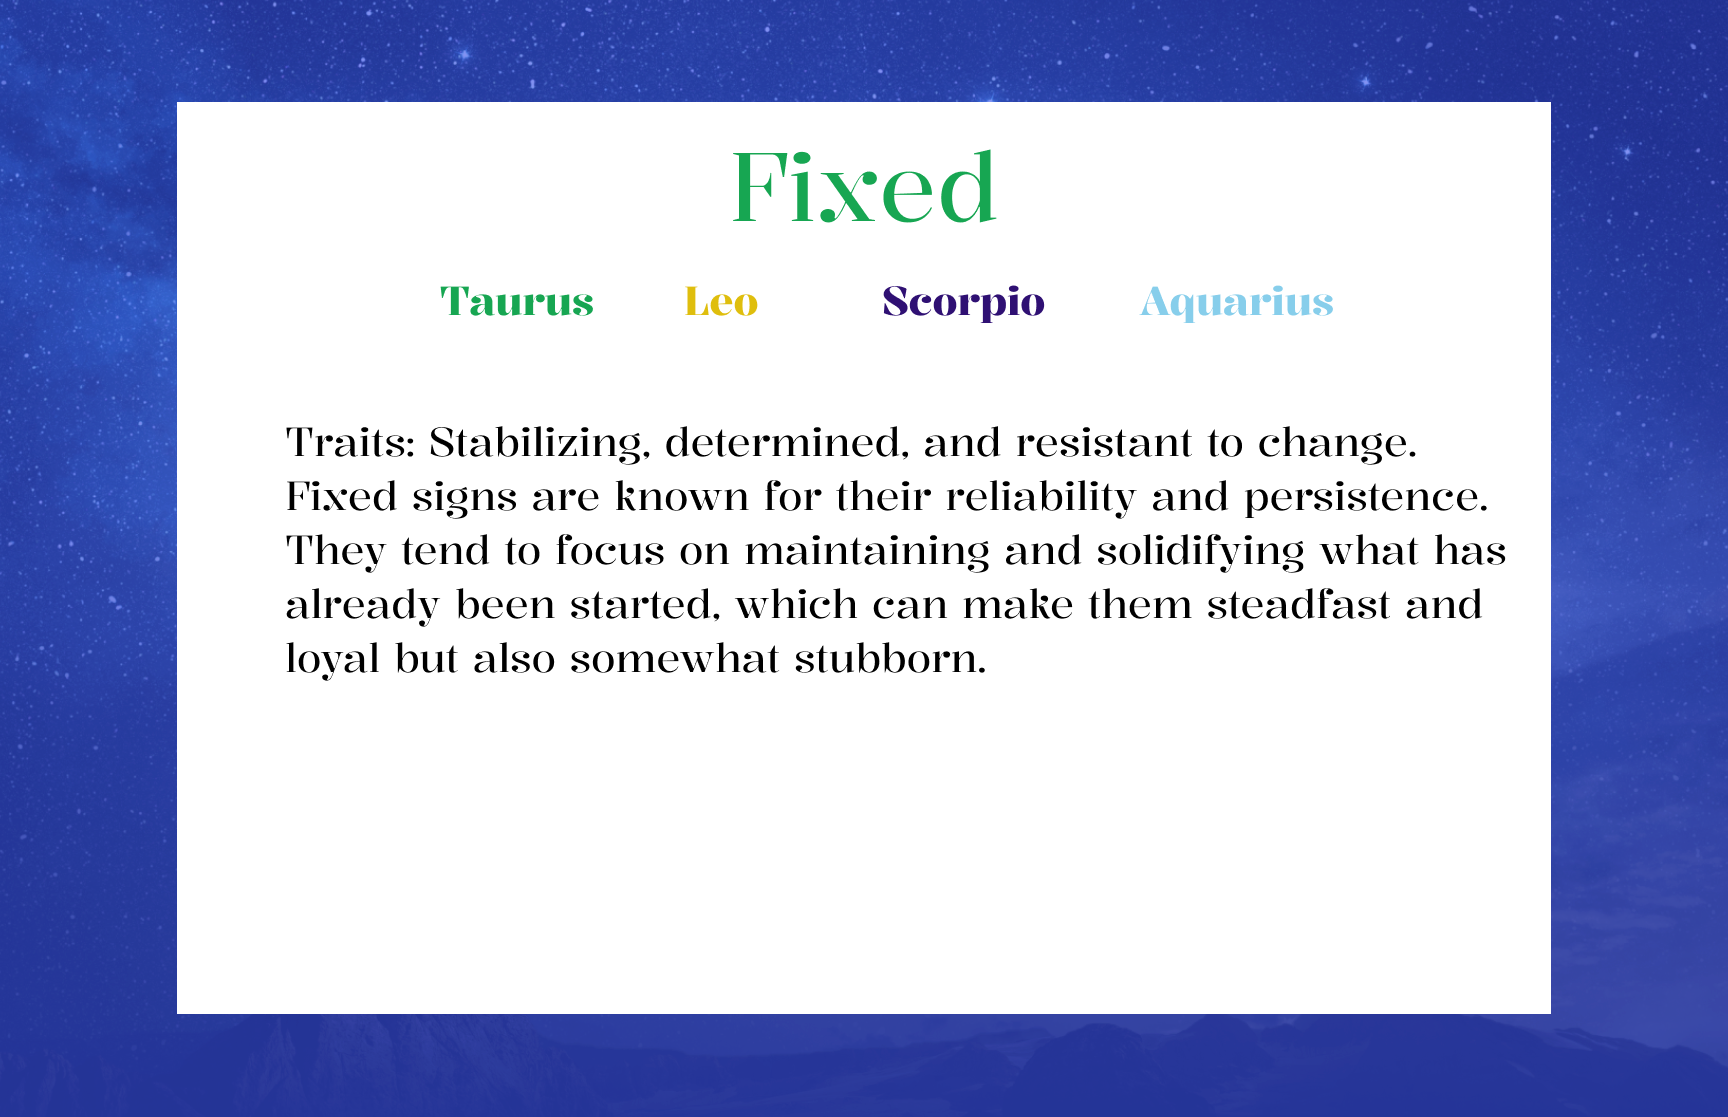 Fixed
Taurus Leo Scorpio Aquarius
Traits: Stabilizing, determined, and resistant to change.
Fixed signs are known for their reliability and persistence.
They tend to focus on maintaining and solidifying what has
already been started, which can make them steadfast and
loyal but also somewhat stubborn.